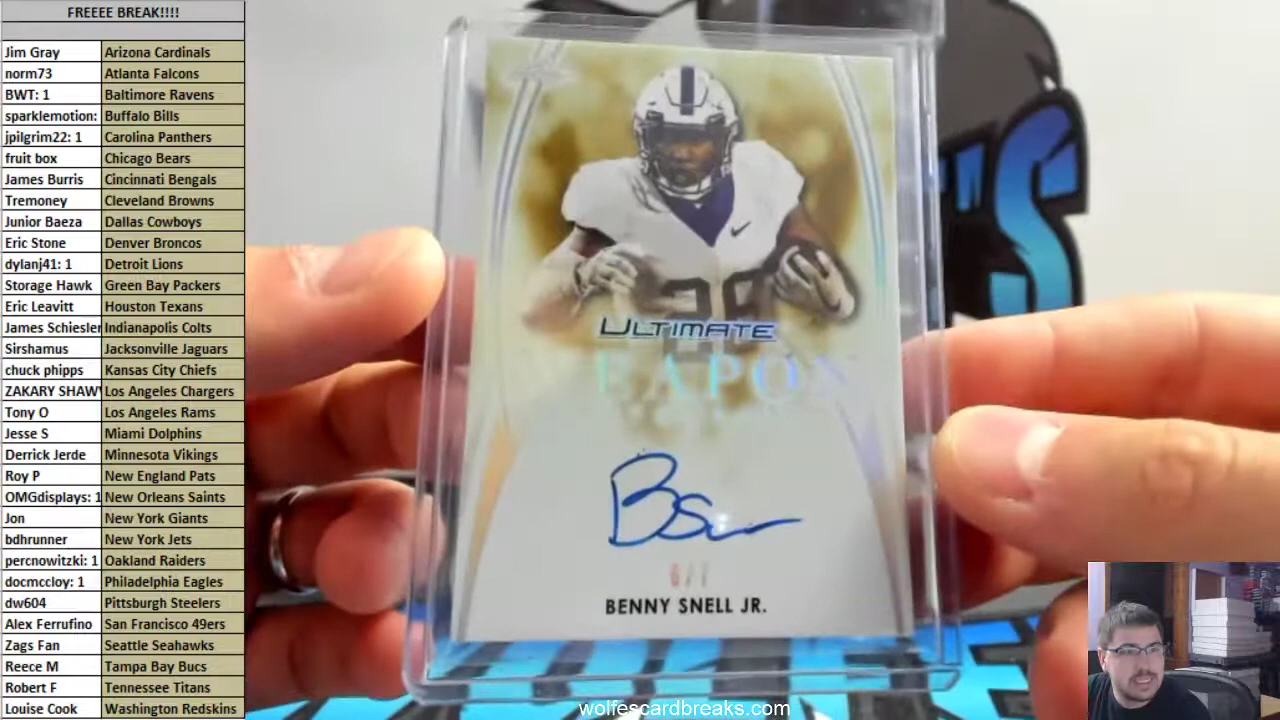 FREEEE BREAK!!!!
Jim Gray Arizona Cardinals
norm73 Atlanta Falcons
BWT: 1 Baltimore Ravens
sparklemotion: Buffalo Bills
jpilgrim22: 1 Carolina Panthers
fruit box Chicago Bears
James Burris Cincinnati Bengals
Tremoney Cleveland Browns
Junior Baeza Dallas Cowboys
Eric Stone Denver Broncos
dylanj41: 1 Detroit Lions
Storage Hawk Green Bay Packers
Eric Leavitt Houston Texans
James Schiesler Indianapolis Colts
Sirshamus Jacksonville Jaguars
chuck phipps Kansas City Chiefs
ZAKARY SHAW Los Angeles Chargers
Tony O Los Angeles Rams
Jesse S Miami Dolphins
Derrick Jerde Minnesota Vikings
Roy P New England Pats
OMGdisplays: 1 New Orleans Saints
Jon New York Giants
bdhrunner New York Jets
percnowitzki: 1 Oakland Raiders
docmccloy: 1 Philadelphia Eagles
dw604 Pittsburgh Steelers
Alex Ferrufino San Francisco 49ers
Zags Fan Seattle Seahawks
Reece M Tampa Bay Bucs
Robert F Tennessee Titans
Louise Cook Washington Redskins
ULTIMATE
WEAPONS
BENNY SNELL JR.
wolfescardbreaks.com